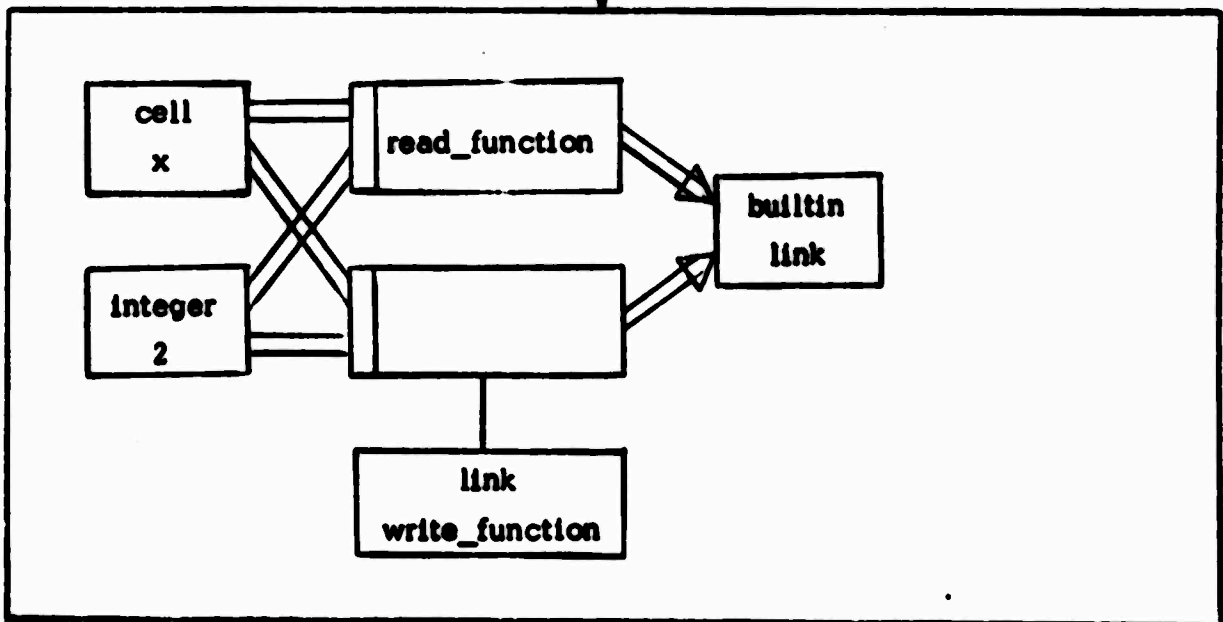 cell
x
read_function
builtin
link
integer
2
link
write_function